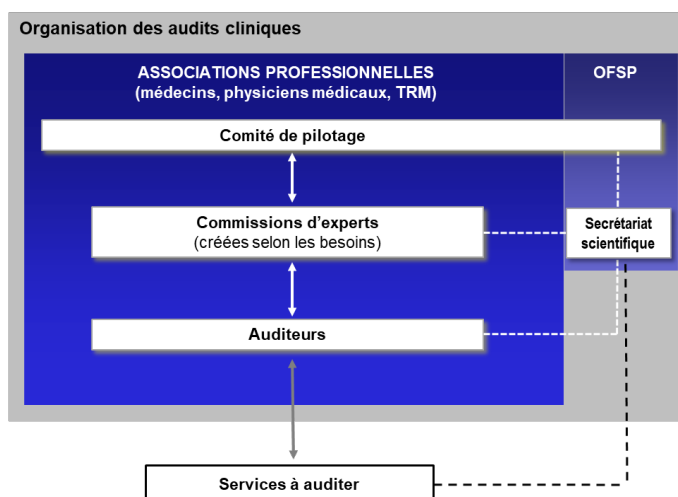 Organisation des audits cliniques
ASSOCIATIONS PROFESSIONNELLES
(médecins, physiciens médicaux, TRM)
OFSP
Comité de pilotage
Commissions d'experts
(créées selon les besoins)
Secrétariat
scientifique
Auditeurs
Services à auditer